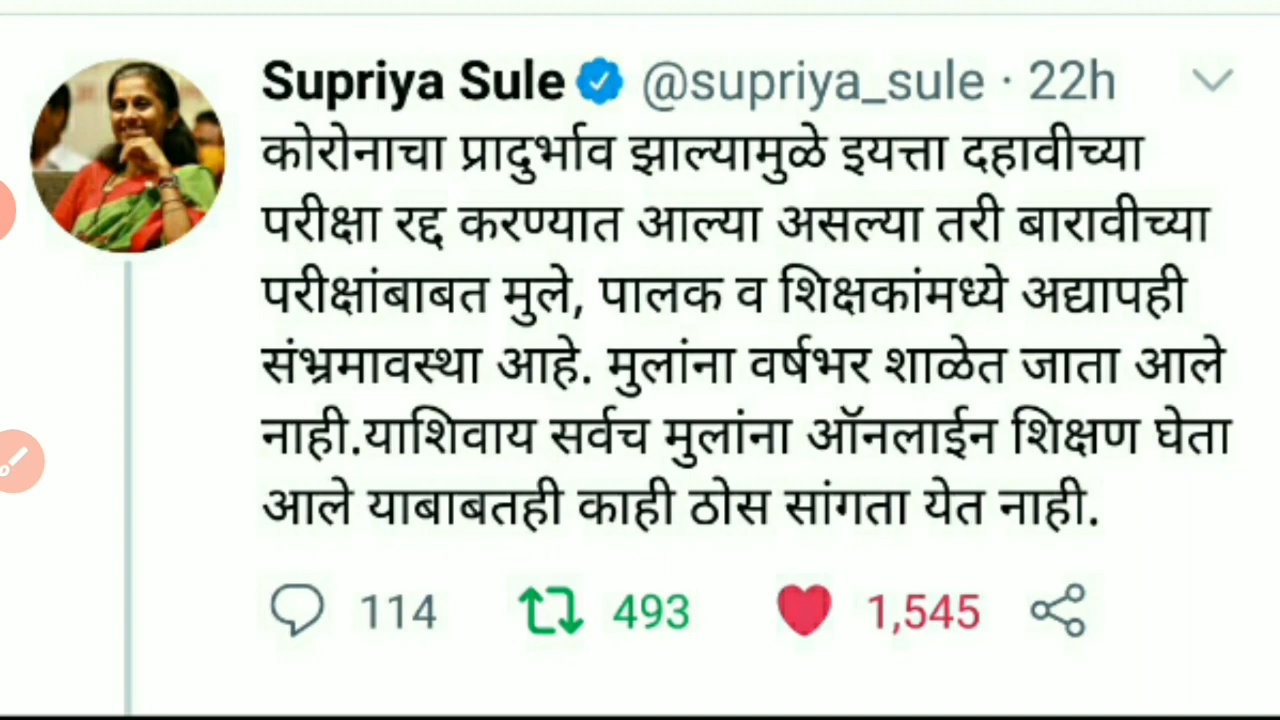 Supriya Sule @supriya_sule · 22h
कोरोनाचा प्रादुर्भाव झाल्यामुळे इयत्ता दहावीच्या
परीक्षा रद्द करण्यात आल्या असल्या तरी बारावीच्या
परीक्षांबाबत मुले, पालक व शिक्षकांमध्ये अद्यापही
संभ्रमावस्था आहे. मुलांना वर्षभर शाळेत जाता आले
नाही.याशिवाय सर्वच मुलांना ऑनलाईन शिक्षण घेता
आले याबाबतही काही ठोस सांगता येत नाही.
114 493 1,545